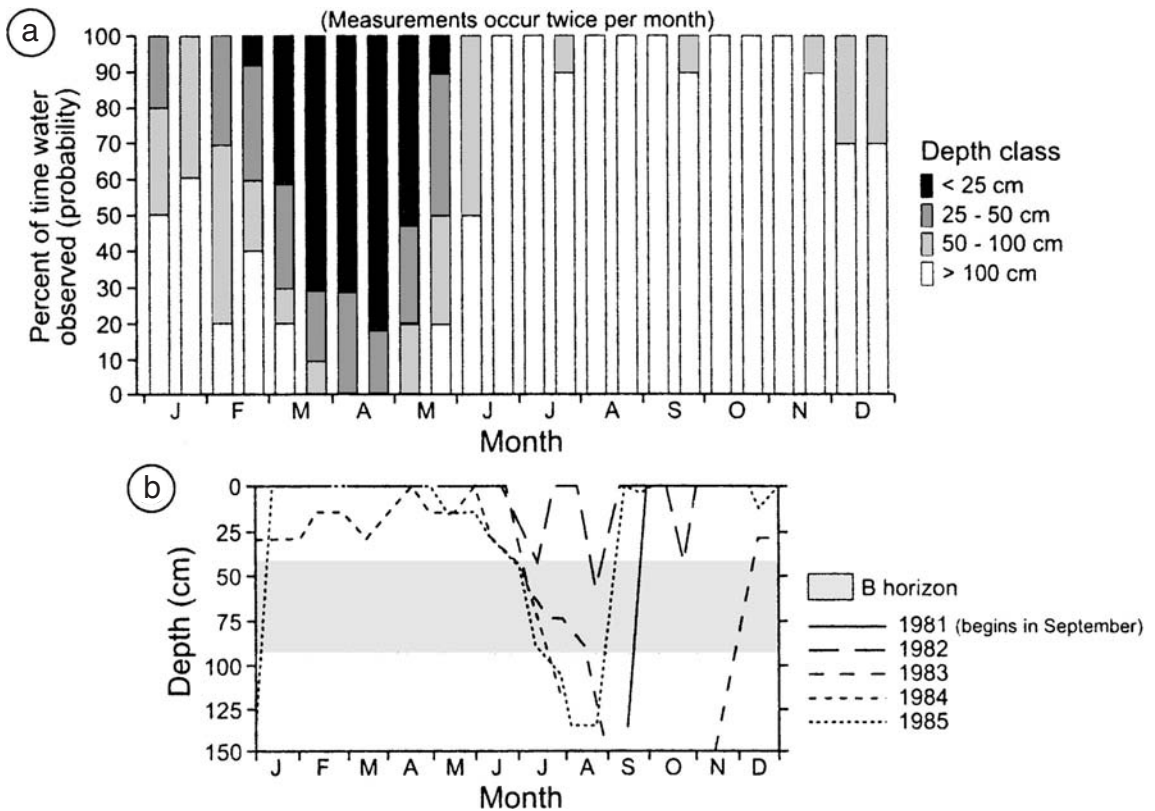 a
(Measurements occur twice per month)
Percent of time water
observed (probability)
100
90
80
70
60
50
40
30
20
10
0
J F M A M J J A S O N D
Month
Depth class
< 25 cm
25 - 50 cm
50 - 100 cm
> 100 cm
b
Depth (cm)
0
25
50
75
100
125
150
J F M A M J J A S O N D
Month
B horizon
1981 (begins in September)
1982
1983
1984
1985